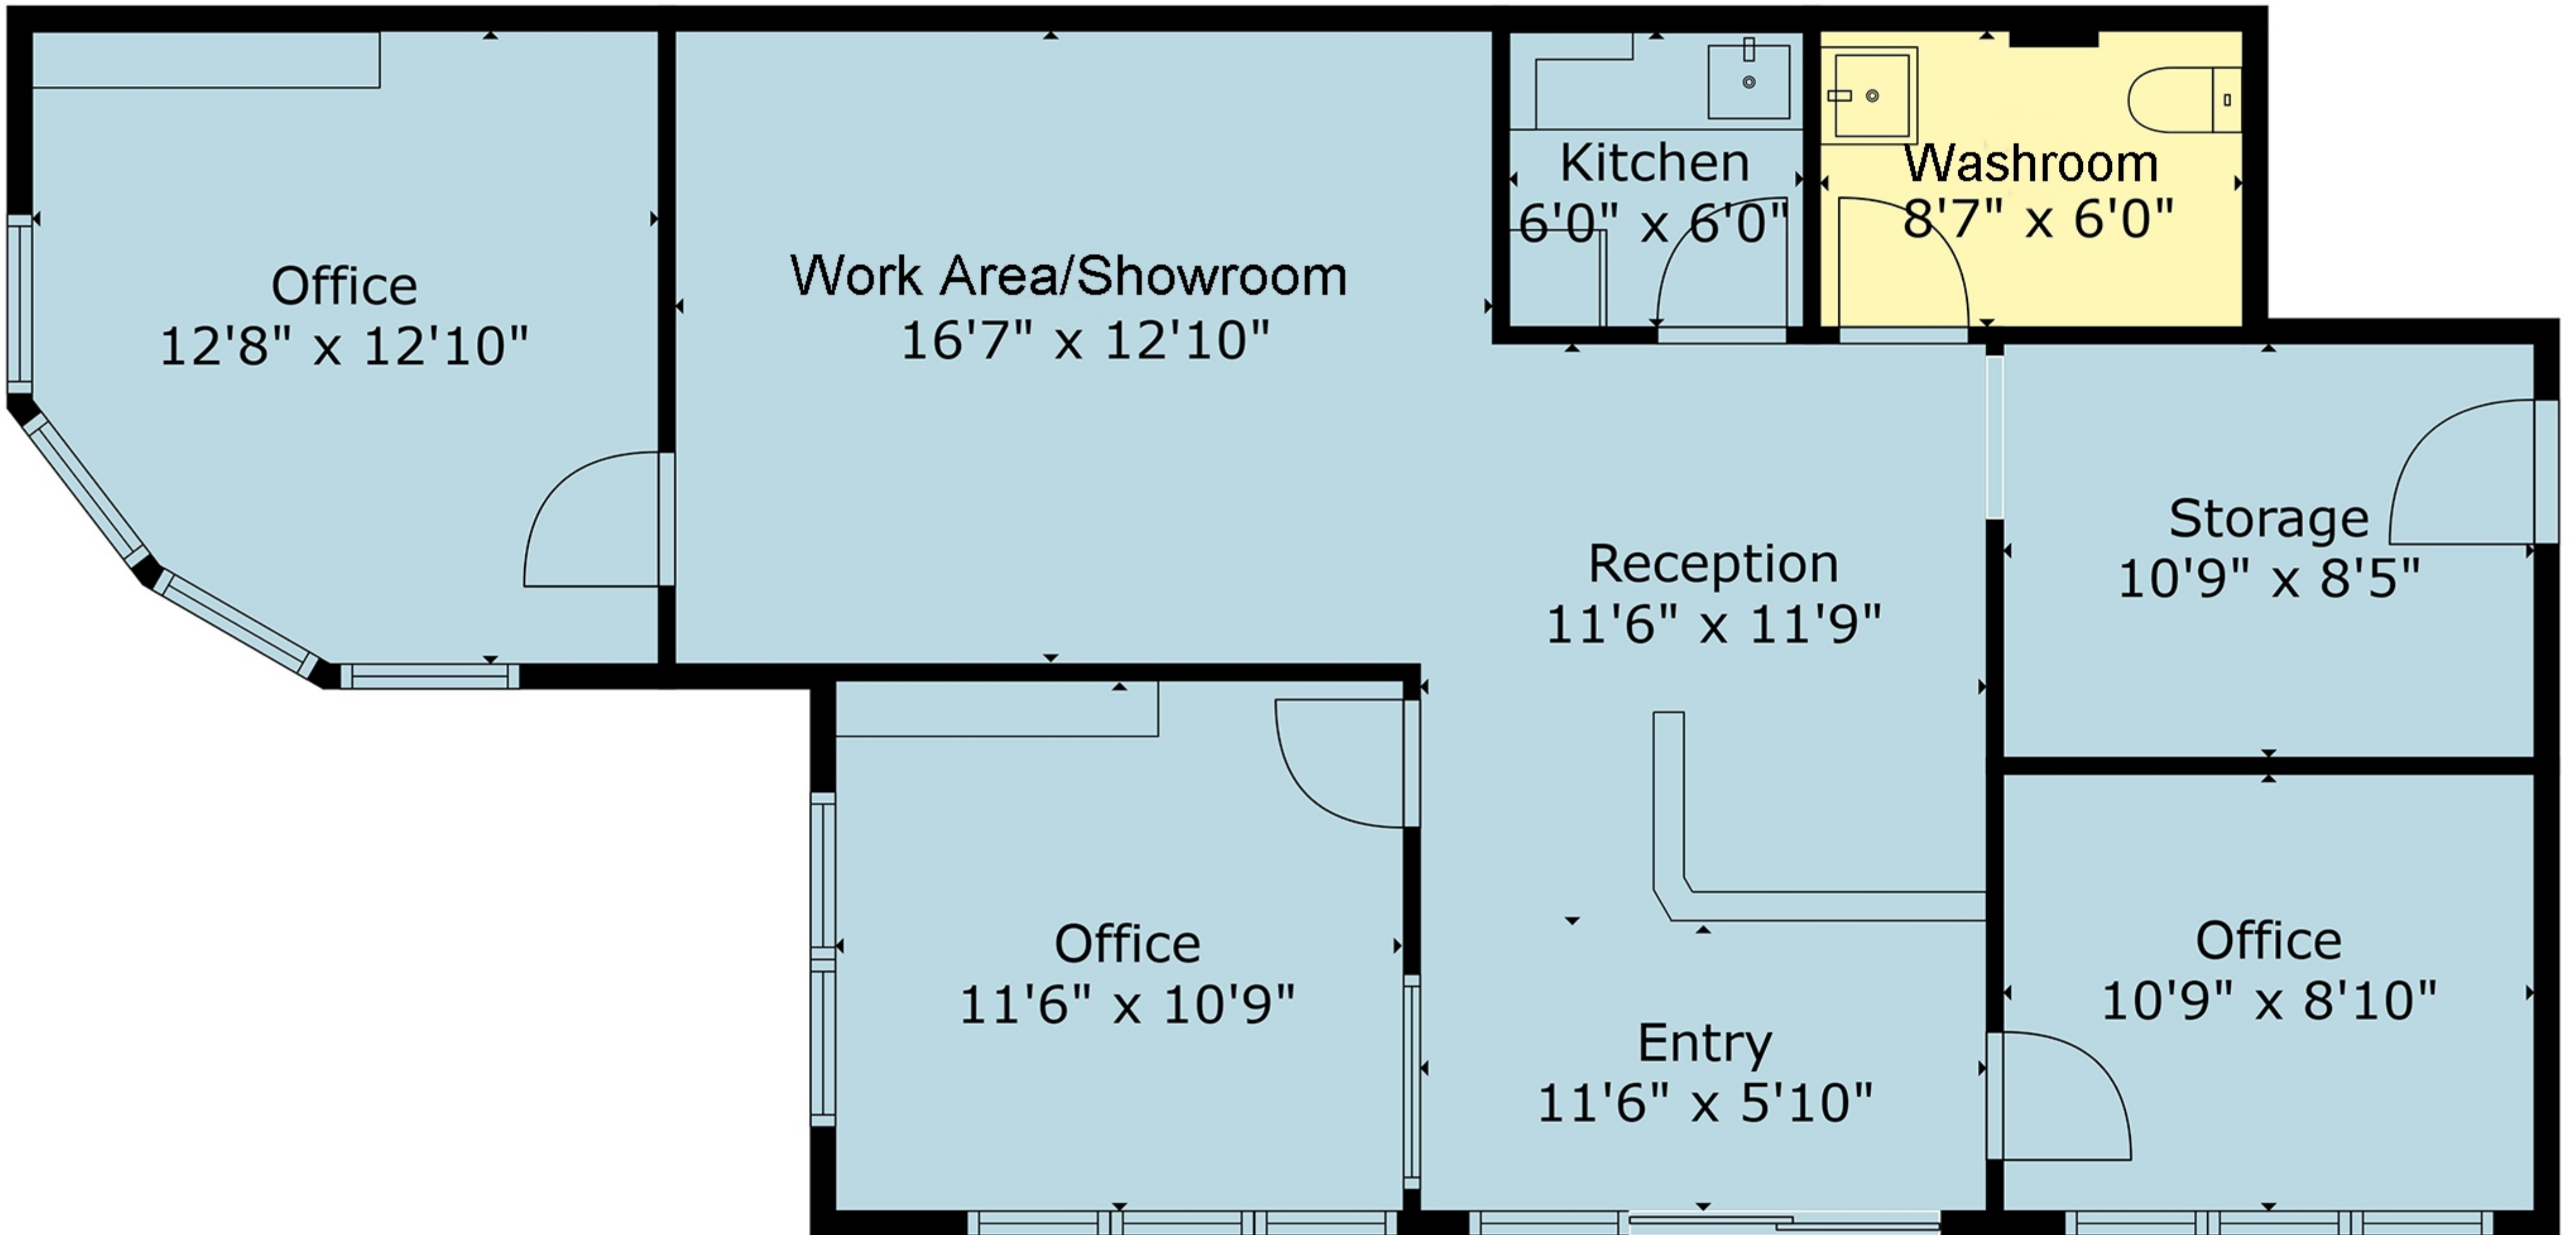 Office
12'8" x 12'10"
Work Area/Showroom
16'7" x 12'10"
Kitchen
6'0" x 6'0"
Washroom
8'7" x 6'0"
Reception
11'6" x 11'9"
Storage
10'9" x 8'5"
Office
11'6" x 10'9"
Entry
11'6" x 5'10"
Office
10'9" x 8'10"